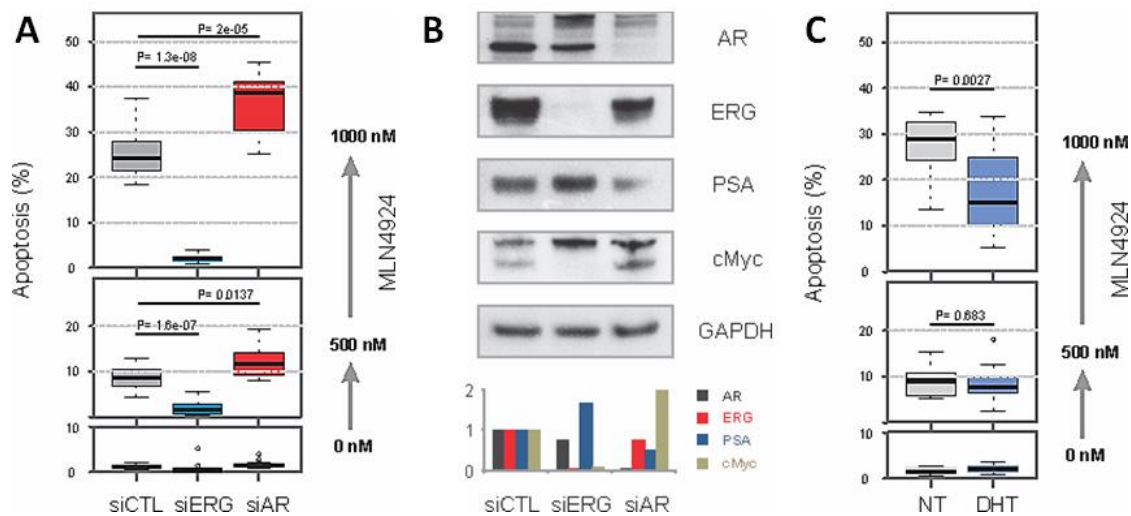 A
P= 2e-05
P= 1.3e-08
50
40
30
20
10
0
P= 0.0137
P= 1.6e-07
20
10
10
0
Apoptosis (%)
1000 nM
500 nM
0 nM
MLN4924
siCTL siERG siAR
B
AR
ERG
PSA
cMyc
GAPDH
2
1
0
AR
ERG
PSA
cMyc
siCTL siERG siAR
C
50
40
30
20
10
0
P= 0.0027
P= 0.683
20
10
10
0
Apoptosis (%)
1000 nM
500 nM
0 nM
MLN4924
NT DHT